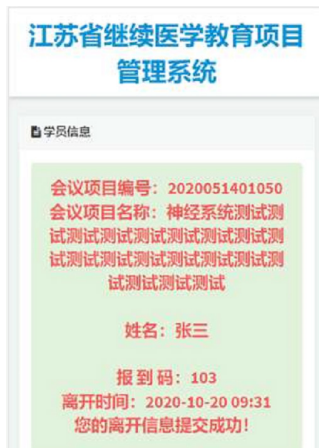 江苏省继续医学教育项目
管理系统
学员信息
会议项目编号：2020051401050
会议项目名称：神经系统测试测
试测试测试测试测试测试测试测
试测试测试测试测试测试测试测
试测试测试测试
姓名：张三
报到码：103
离开时间：2020-10-20 09:31
您的离开信息提交成功！